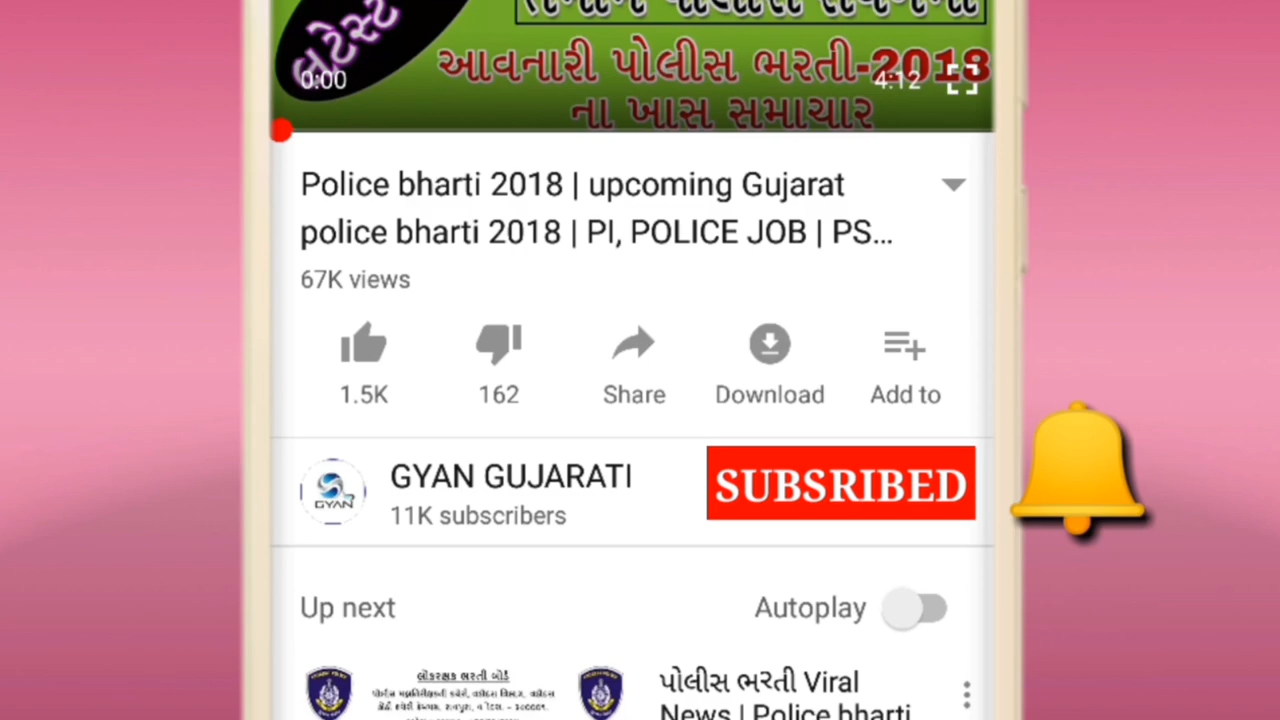 લેટેસ્ટ
આવનારી પોલીસ ભરતી-2018
ના ખાસ સમાચાર
0:00
4:12
Police bharti 2018 | upcoming Gujarat
police bharti 2018 | PI, POLICE JOB | PS...
67K views
1.5K
162
Share
Download
Add to
GYAN
GYAN GUJARATI
11K subscribers
SUBSRIBED
Up next
Autoplay
લોકરક્ષક ભરતી બોર્ડ
પોલીસ ભરતી Viral
News | Police bharti